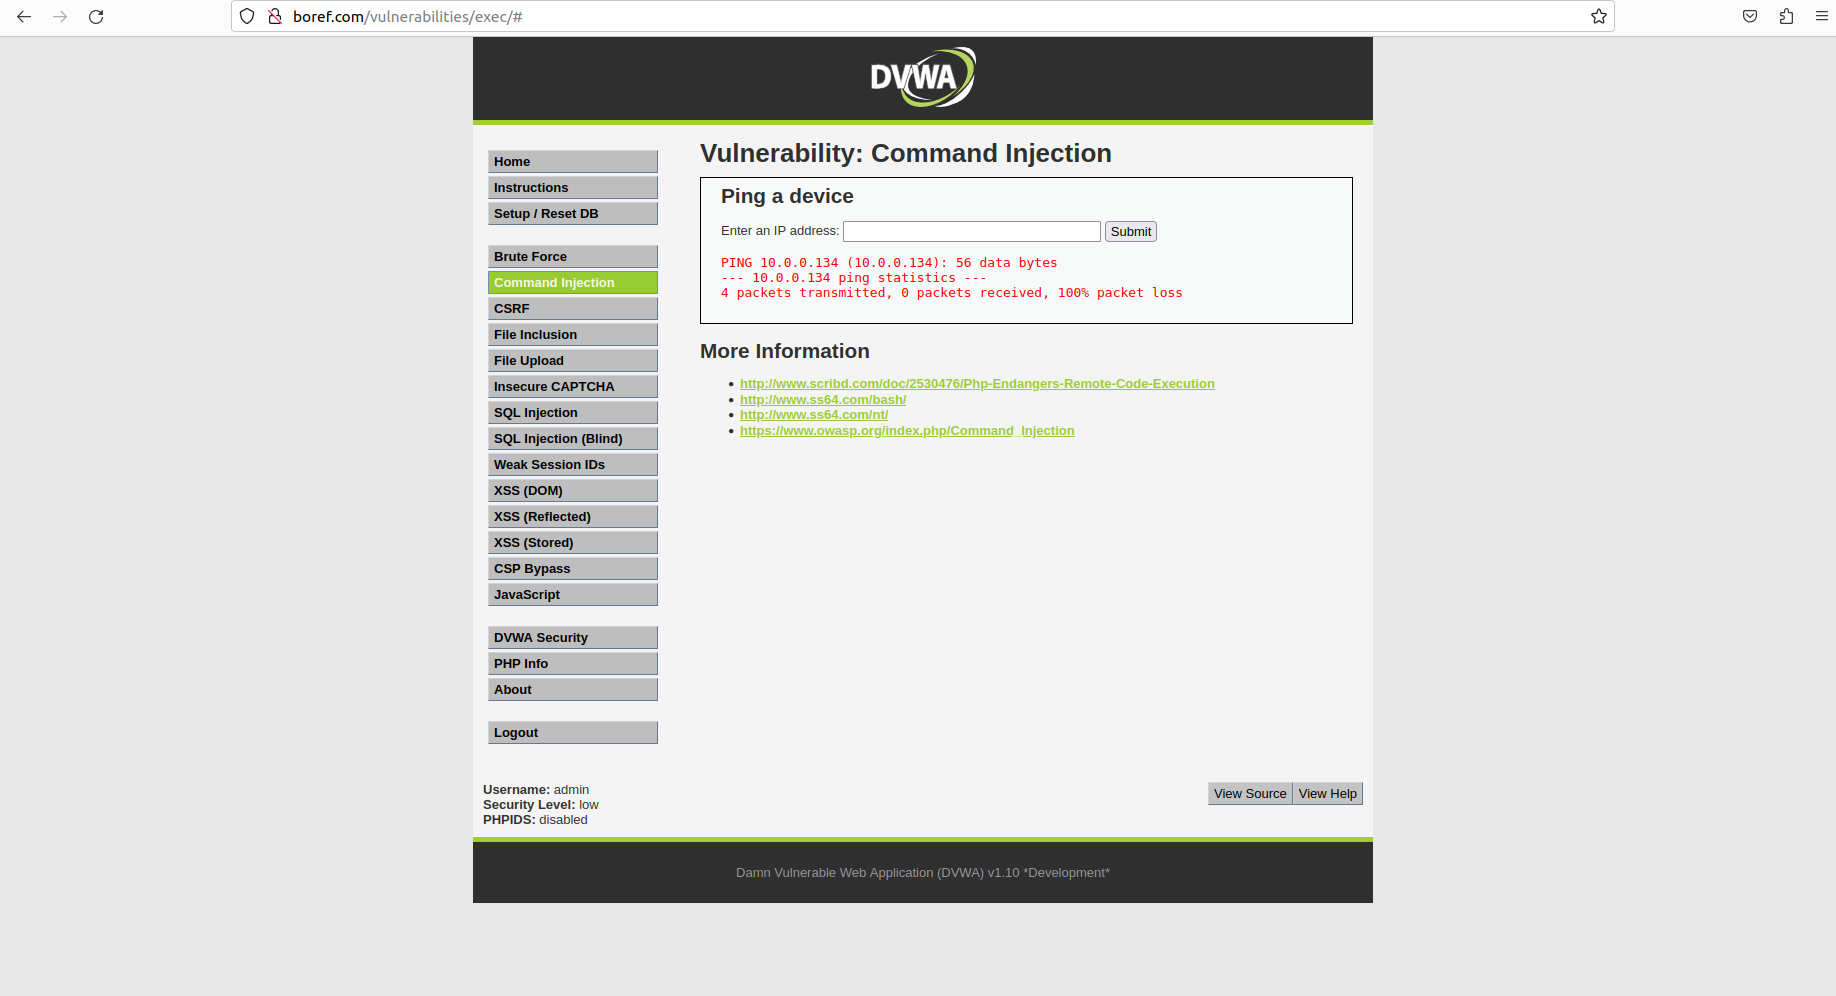 boref.com/vulnerabilities/exec/#
DVWA
Home
Instructions
Setup / Reset DB
Brute Force
Command Injection
CSRF
File Inclusion
File Upload
Insecure CAPTCHA
SQL Injection
SQL Injection (Blind)
Weak Session IDs
XSS (DOM)
XSS (Reflected)
XSS (Stored)
CSP Bypass
JavaScript
DVWA Security
PHP Info
About
Logout
Vulnerability: Command Injection
Ping a device
Enter an IP address: Submit
PING 10.0.0.134 (10.0.0.134): 56 data bytes
--- 10.0.0.134 ping statistics ---
4 packets transmitted, 0 packets received, 100% packet loss
More Information
• http://www.scribd.com/doc/2530476/Php-Endangers-Remote-Code-Execution
• http://www.ss64.com/bash/
• http://www.ss64.com/nt/
• https://www.owasp.org/index.php/Command_Injection
Username: admin
Security Level: low
PHPIDS: disabled
View Source View Help
Damn Vulnerable Web Application (DVWA) v1.10 *Development*